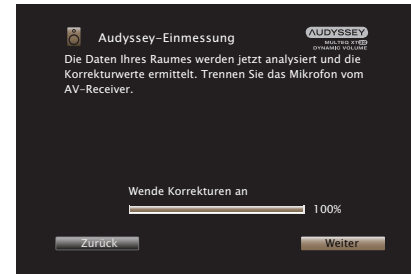 Audyssey-Einmessung
AUDYSSEY
MULTEQ XT32
DYNAMIC VOLUME
Die Daten Ihres Raumes werden jetzt analysiert und die
Korrekturwerte ermittelt. Trennen Sie das Mikrofon vom
AV-Receiver.
Wende Korrekturen an
100%
Zurück
Weiter